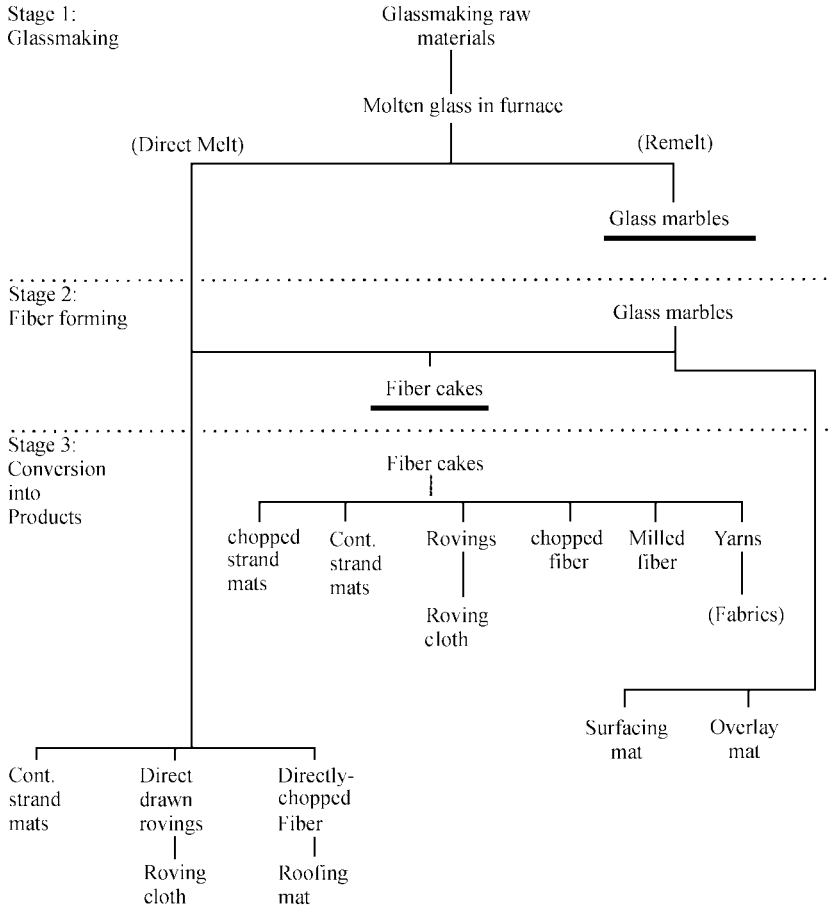 Stage 1:
Glassmaking
Glassmaking raw
materials
Molten glass in furnace
(Direct Melt)
(Remelt)
Glass marbles
Stage 2:
Fiber forming
Glass marbles
Fiber cakes
Stage 3:
Conversion
into
Products
Fiber cakes
chopped
strand
mats
Cont.
strand
mats
Rovings
chopped
fiber
Milled
fiber
Yarns
Roving
cloth
(Fabrics)
Surfacing
mat
Overlay
mat
Cont.
strand
mats
Direct
drawn
rovings
Directly-
chopped
Fiber
Roving
cloth
Roofing
mat